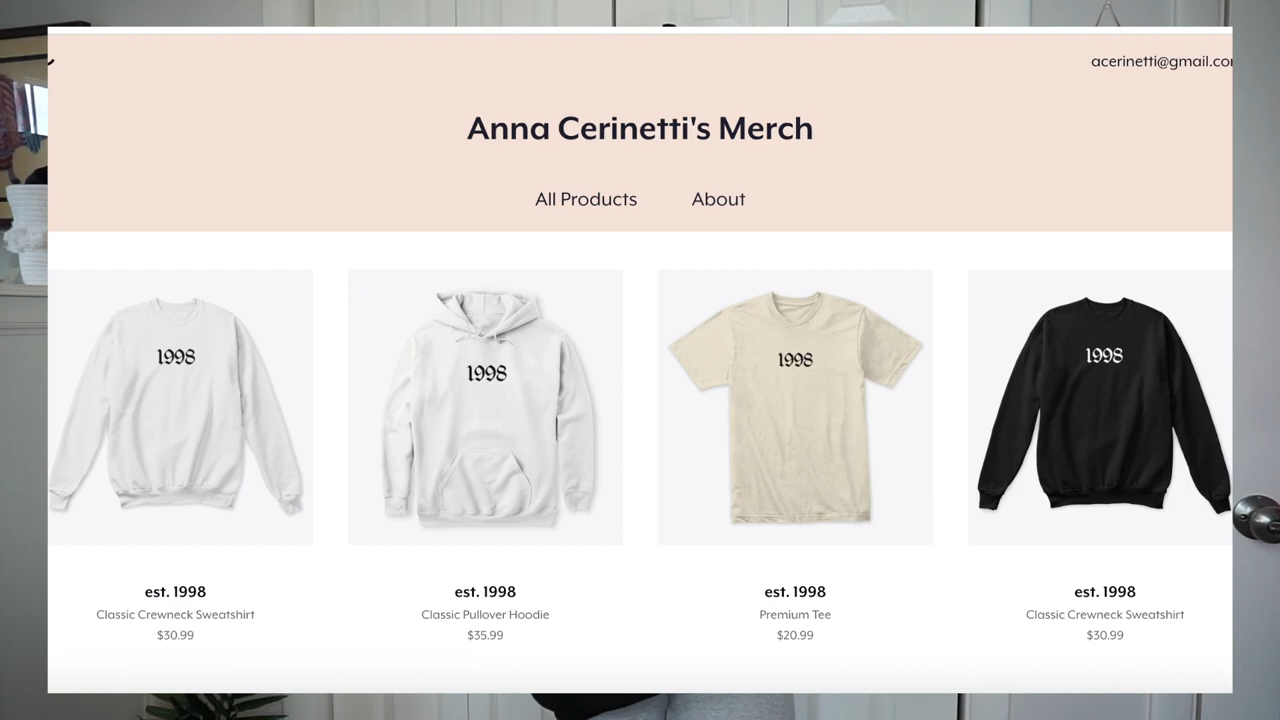 acerinetti@gmail.co
Anna Cerinetti's Merch
All Products About
1998
1998
1998
1998
est. 1998
Classic Crewneck Sweatshirt
$30.99
est. 1998
Classic Pullover Hoodie
$35.99
est. 1998
Premium Tee
$20.99
est. 1998
Classic Crewneck Sweatshirt
$30.99